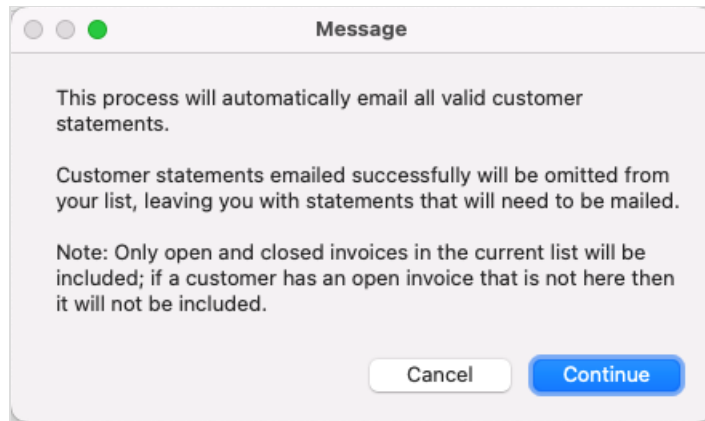 Message
This process will automatically email all valid customer
statements.
Customer statements emailed successfully will be omitted from
your list, leaving you with statements that will need to be mailed.
Note: Only open and closed invoices in the current list will be
included; if a customer has an open invoice that is not here then
it will not be included.
Cancel
Continue